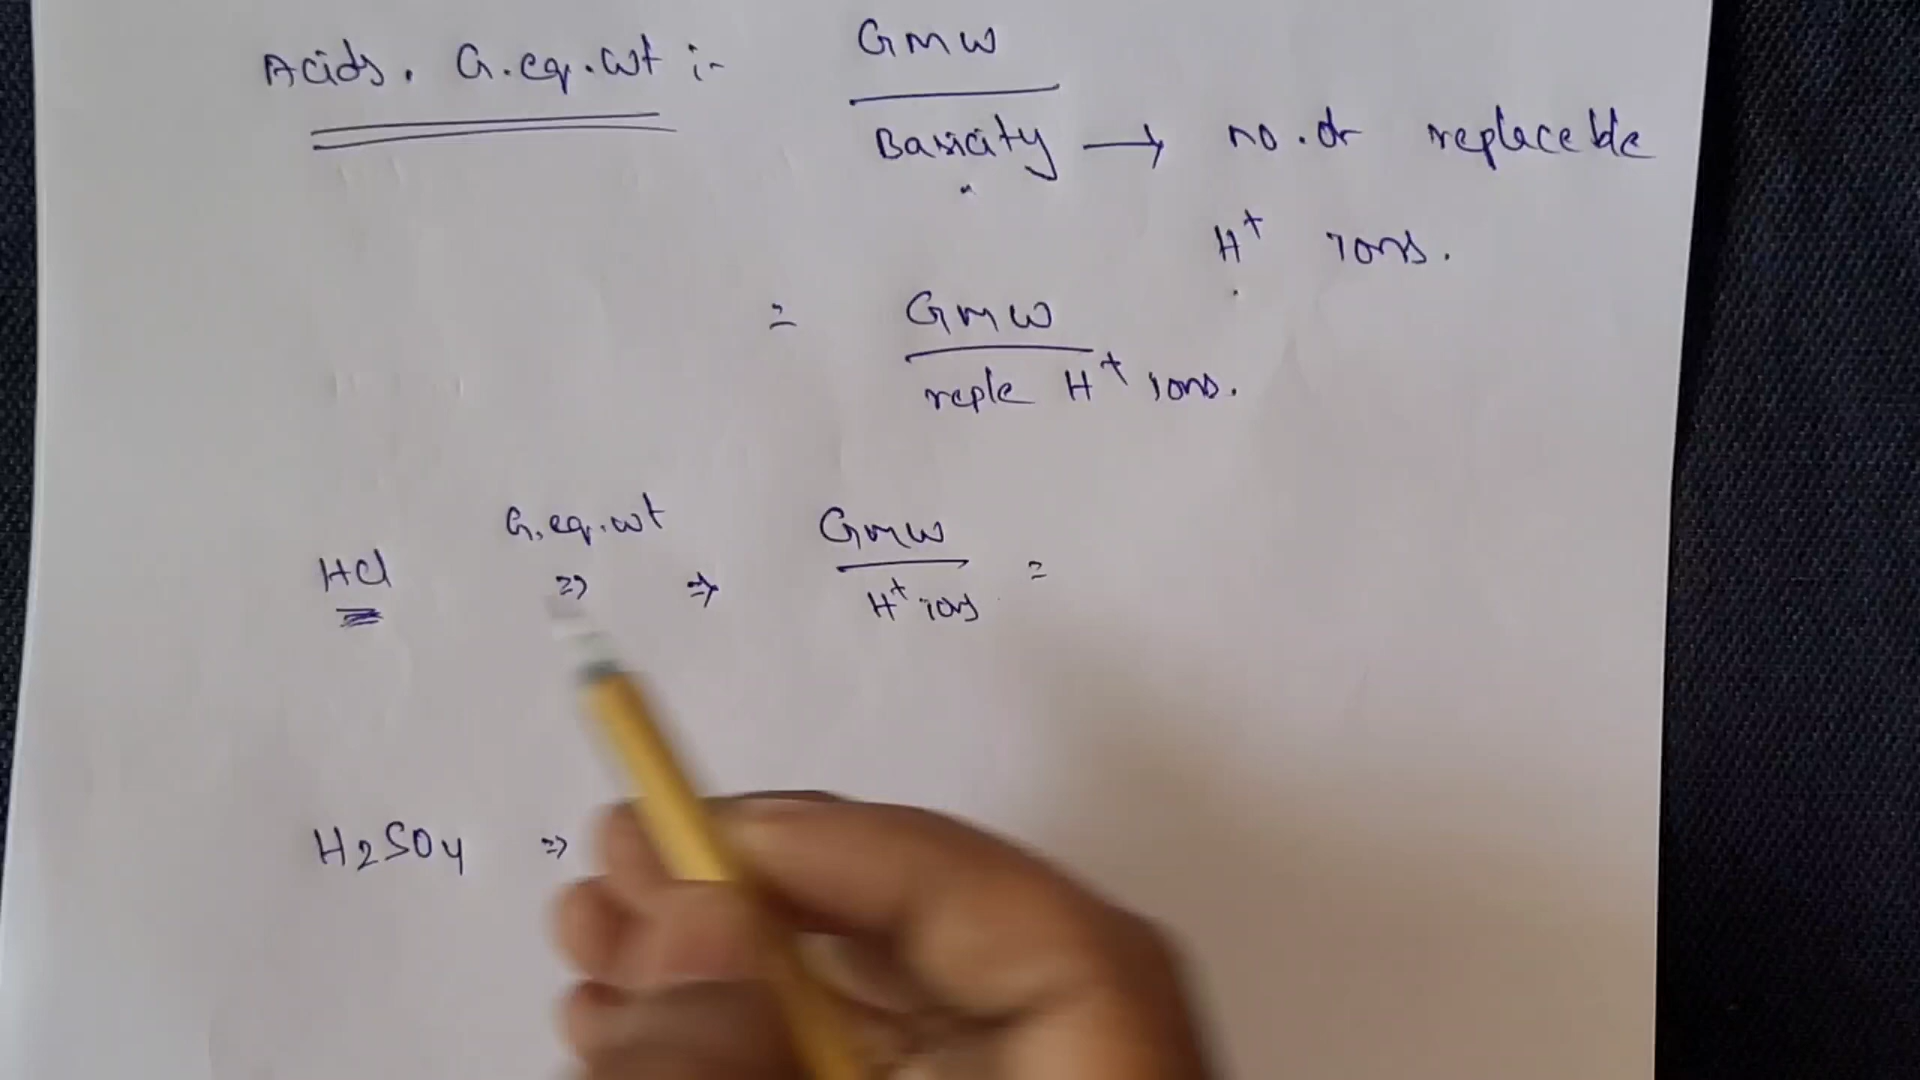 Acids. G.eq.wt :- GMW
Basicity → no. of replaceble
H+ ions.
= GMW
reple H+ ions.
HCl G.eq.wt ⇒ ⇒ GMW
H+ ions =
H2SO4 ⇒